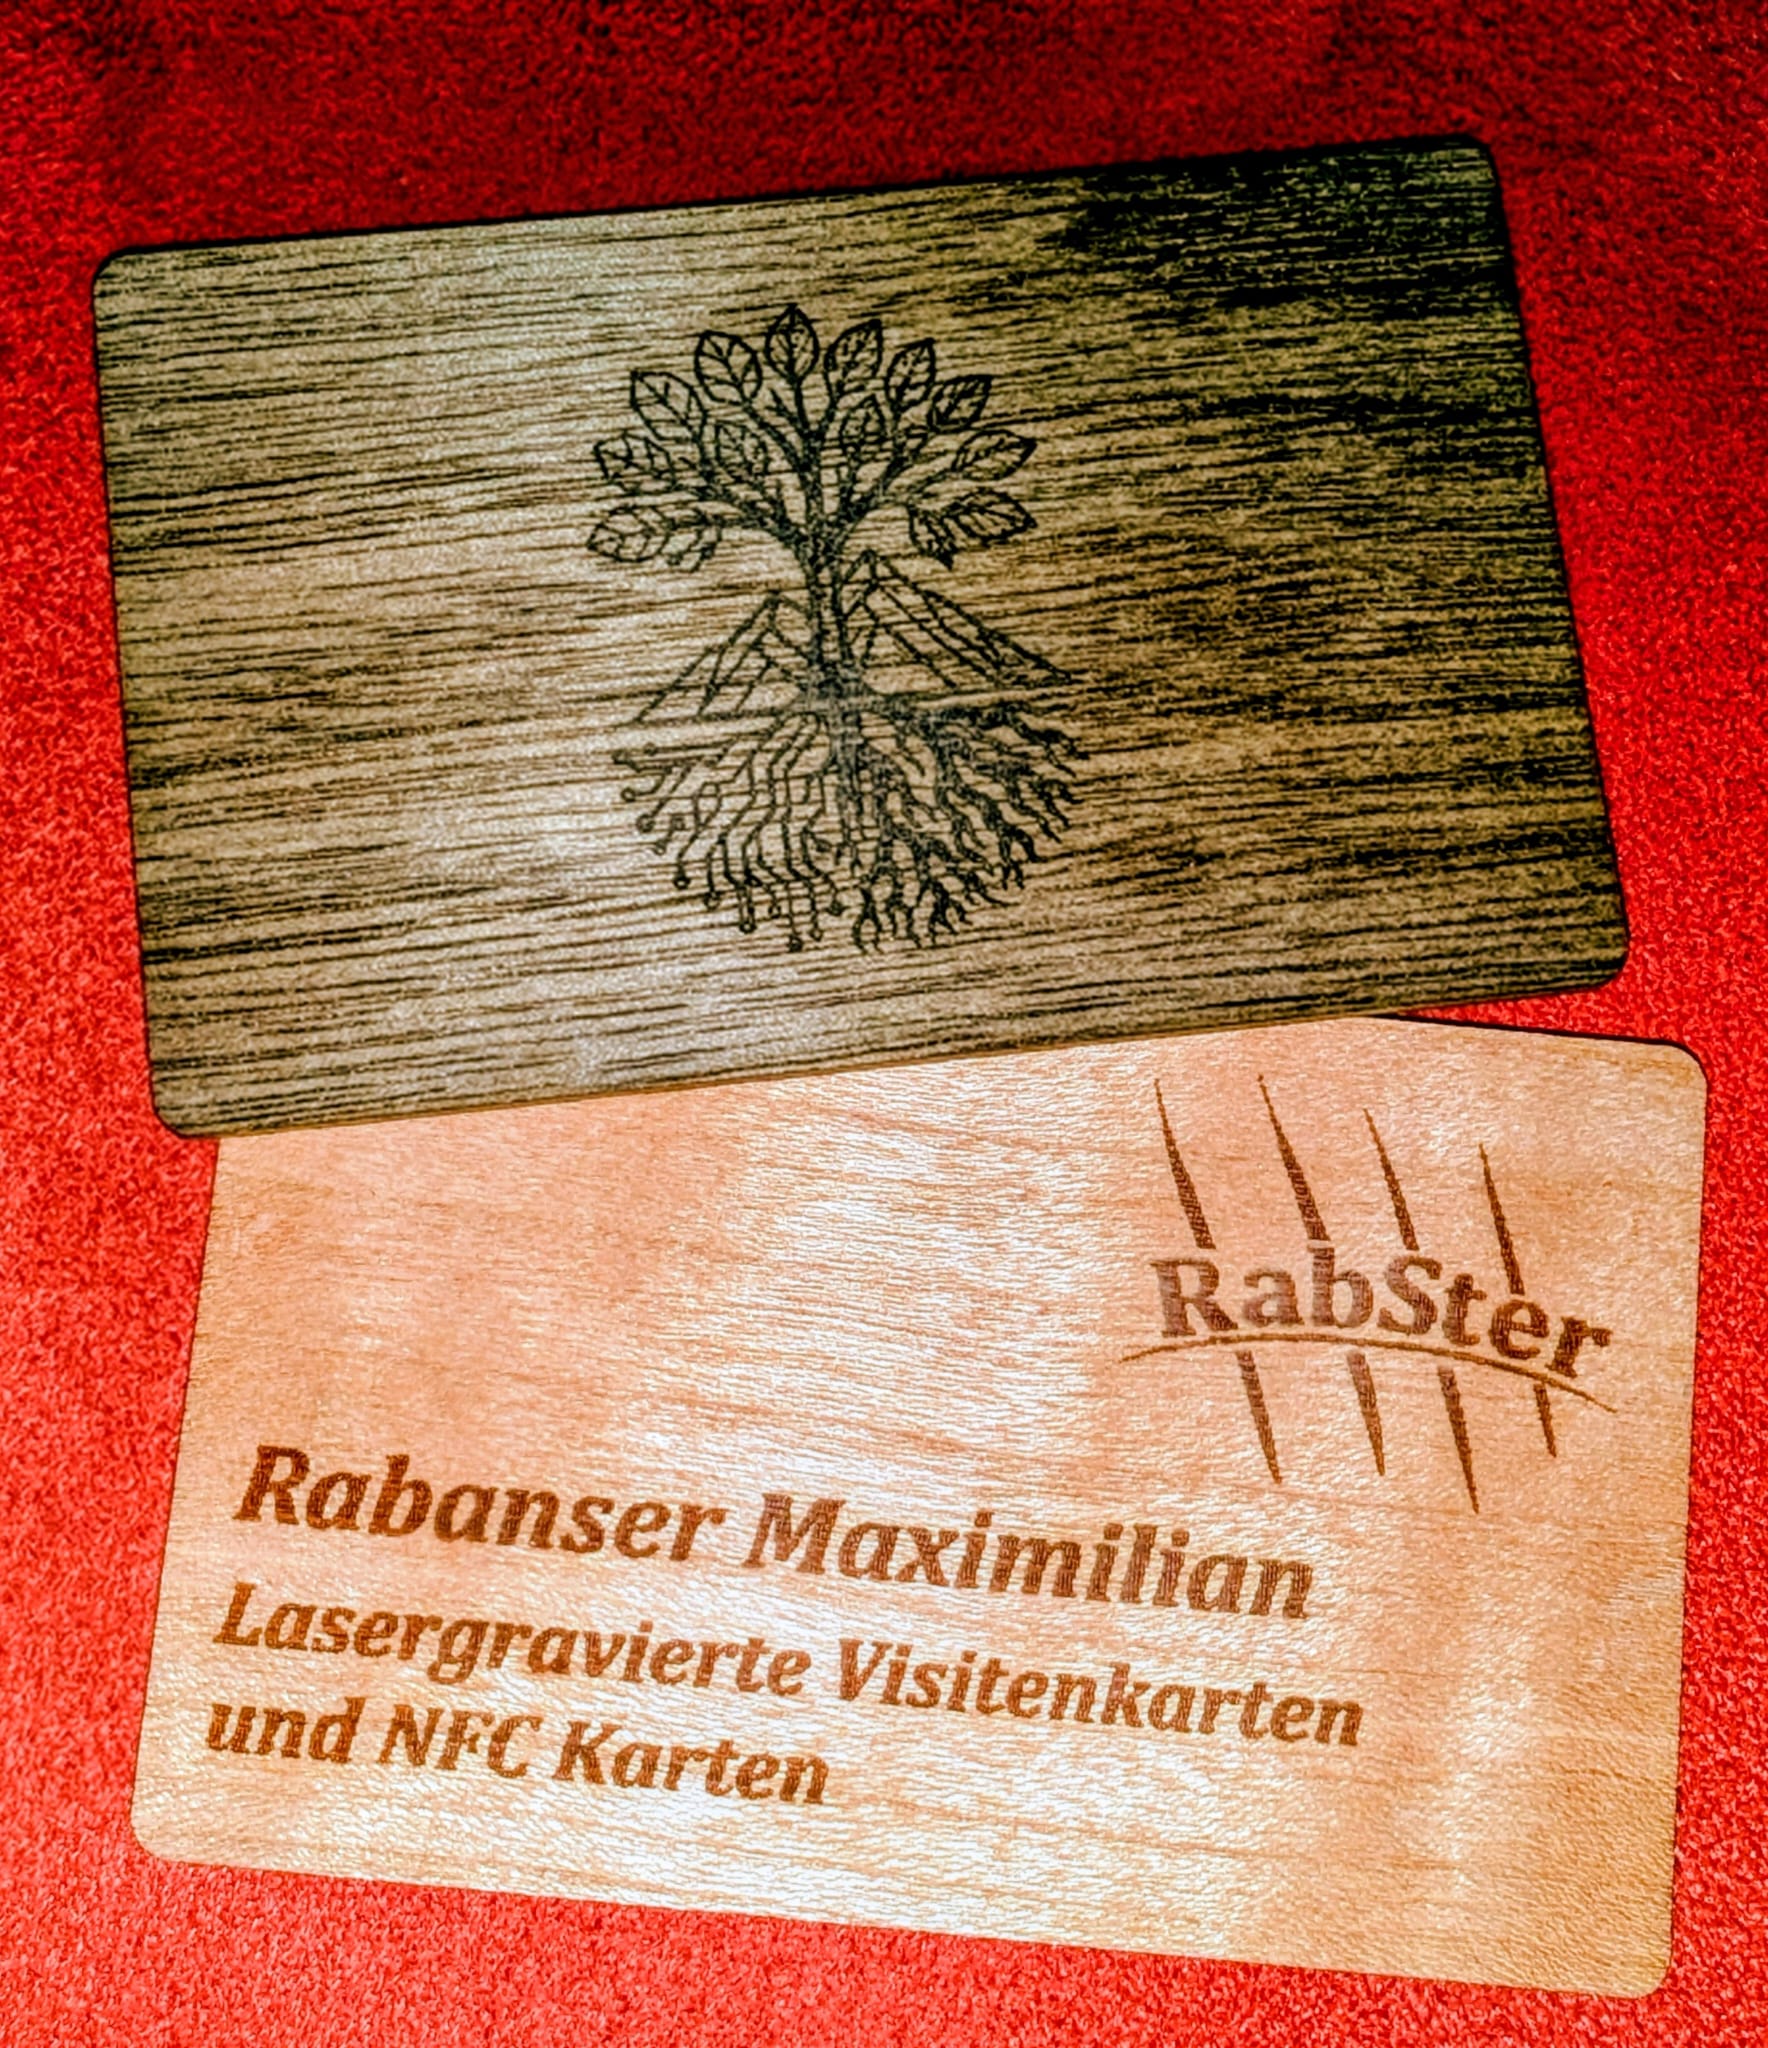 RabSter
Rabanser Maximilian
Lasergravierte Visitenkarten
und NFC Karten